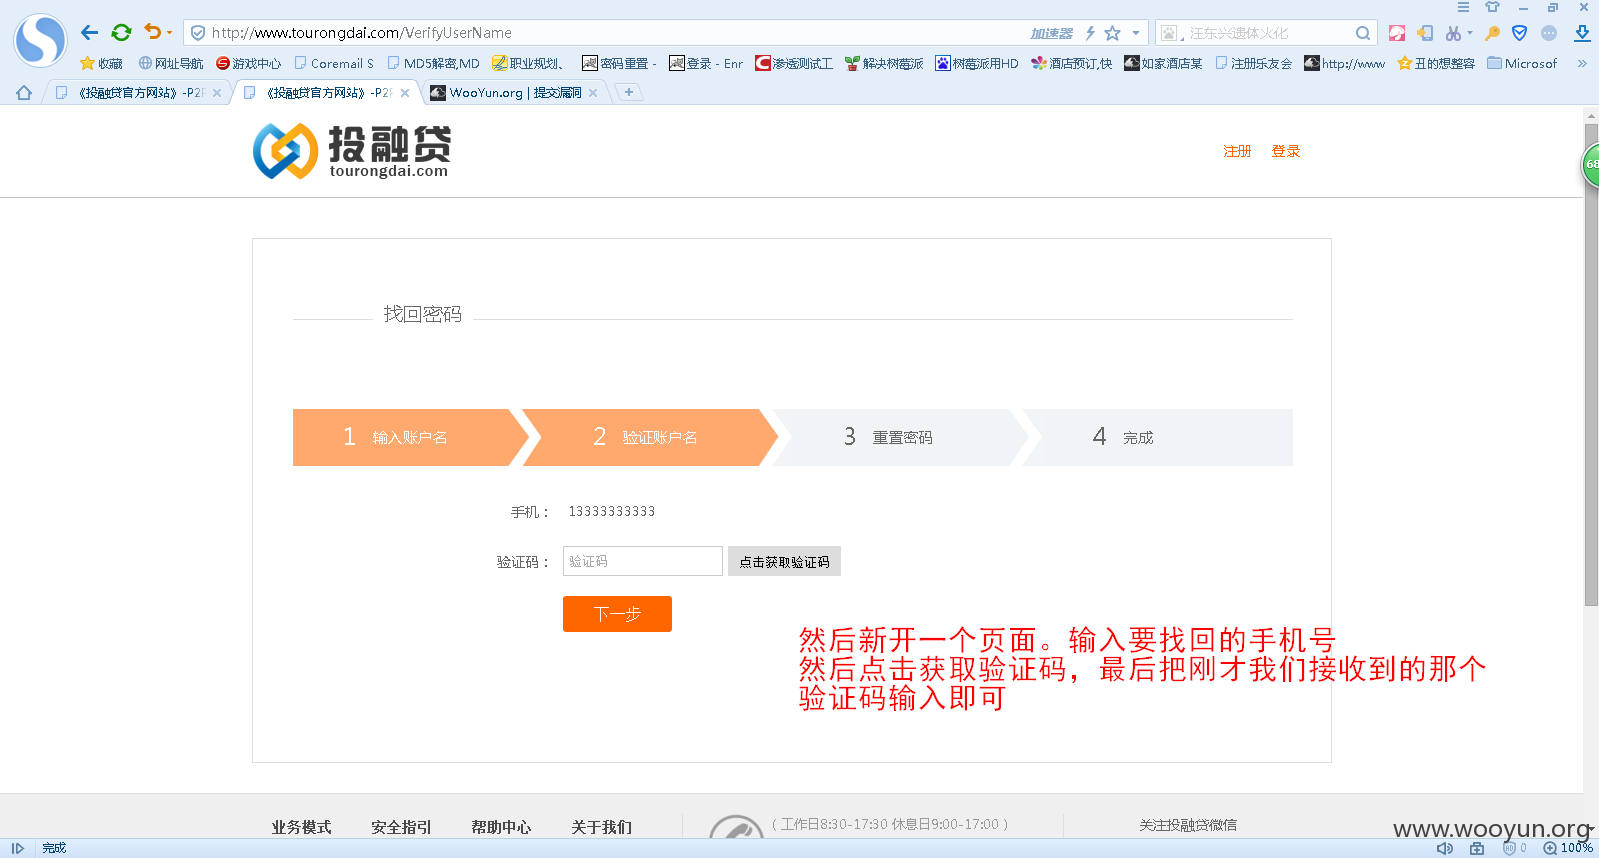 http://www.tourongdai.com/VerifyUserName
加速器
汪东兴遗体火化
收藏
网址导航
游戏中心
Coremail S
MD5解密,MD
职业规划、
密码重置 -
登录 - Enr
渗透测试工
解决树莓派
树莓派用HD
酒店预订,快
如家酒店某
注册乐友会
http://www
丑的想整容
Microsof
《投融贷官方网站》-P2P
《投融贷官方网站》-P2P
WooYun.org | 提交漏洞
投融贷
tourongdai.com
注册
登录
68
找回密码
1 输入账户名
2 验证账户名
3 重置密码
4 完成
手机： 13333333333
验证码： 验证码 点击获取验证码
下一步
然后新开一个页面。输入要找回的手机号
然后点击获取验证码，最后把刚才我们接收到的那个
验证码输入即可
业务模式
安全指引
帮助中心
关于我们
( 工作日8:30-17:30 休息日9:00-17:00 )
关注投融贷微信
www.wooyun.org
完成
0
100%